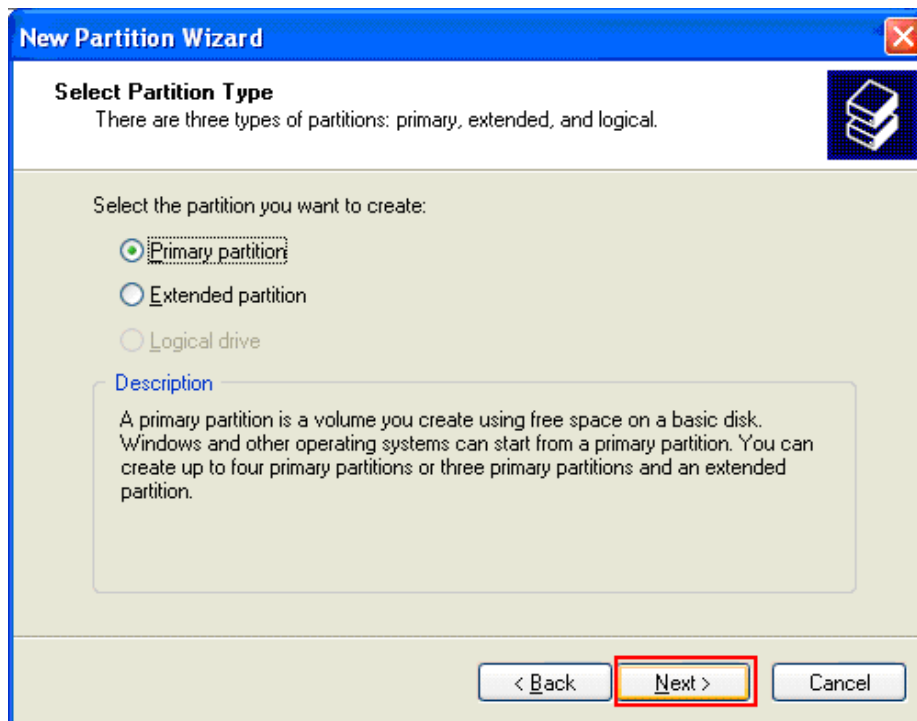 New Partition Wizard
Select Partition Type
There are three types of partitions: primary, extended, and logical.
Select the partition you want to create:
Primary partition
Extended partition
Logical drive
Description
A primary partition is a volume you create using free space on a basic disk.
Windows and other operating systems can start from a primary partition. You can
create up to four primary partitions or three primary partitions and an extended
partition.
< Back
Next >
Cancel